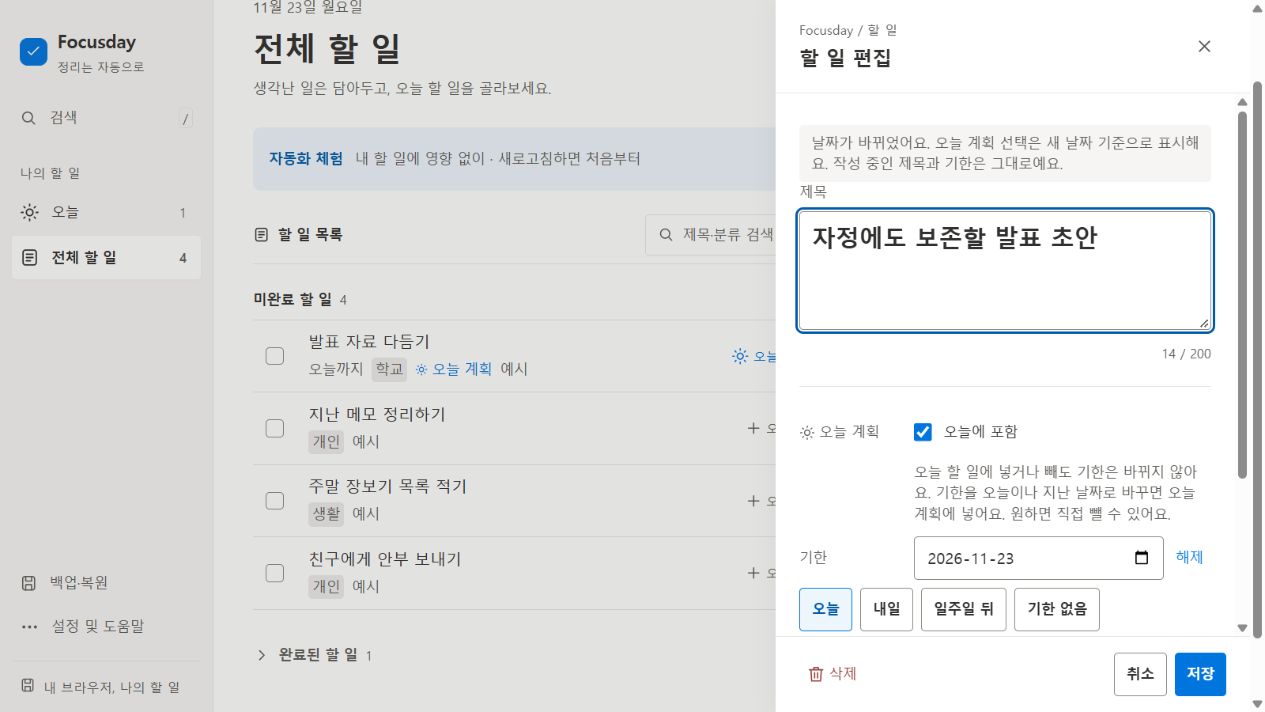 Focusday
정리는 자동으로
검색
/
나의 할 일
오늘 1
전체 할 일 4
백업·복원
설정 및 도움말
내 브라우저, 나의 할 일
11월 23일 월요일
전체 할 일
생각난 일은 담아두고, 오늘 할 일을 골라보세요.
자동화 체험 내 할 일에 영향 없이 · 새로고침하면 처음부터
할 일 목록
제목·분류 검색
미완료 할 일 4
발표 자료 다듬기
오늘까지 학교 오늘 계획 예시
오늘
지난 메모 정리하기
개인 예시
주말 장보기 목록 적기
생활 예시
친구에게 안부 보내기
개인 예시
완료된 할 일 1
Focusday / 할 일
할 일 편집
날짜가 바뀌었어요. 오늘 계획 선택은 새 날짜 기준으로 표시해
요. 작성 중인 제목과 기한은 그대로예요.
제목
자정에도 보존할 발표 초안
14 / 200
오늘 계획 오늘에 포함
오늘 할 일에 넣거나 빼도 기한은 바뀌지 않아
요. 기한을 오늘이나 지난 날짜로 바꾸면 오늘
계획에 넣어요. 원하면 직접 뺄 수 있어요.
기한 2026-11-23 해제
오늘 내일 일주일 뒤 기한 없음
삭제 취소 저장